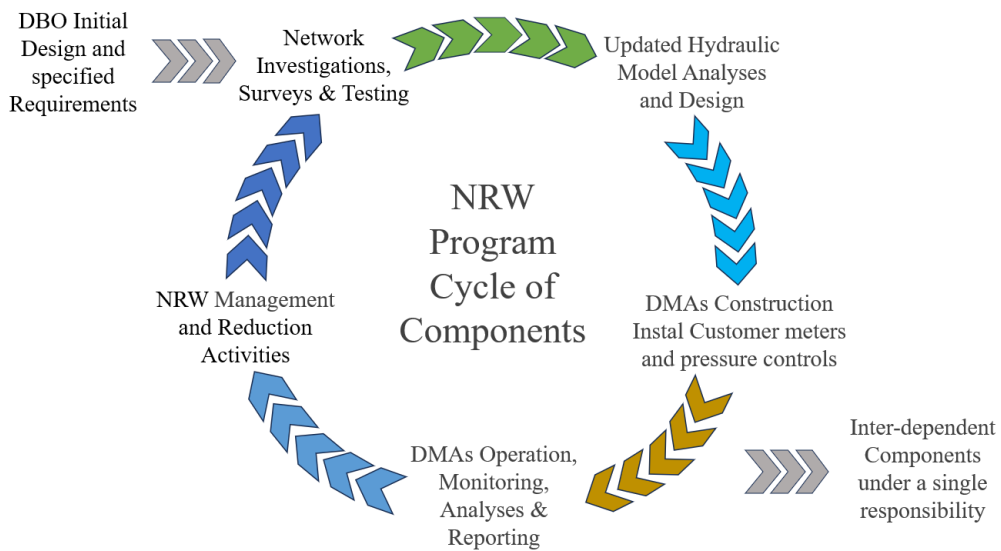 DBO Initial
Design and
specified
Requirements
Network
Investigations,
Surveys & Testing
Updated Hydraulic
Model Analyses
and Design
NRW
Program
Cycle of
Components
NRW Management
and Reduction
Activities
DMAs Construction
Instal Customer meters
and pressure controls
DMAs Operation,
Monitoring,
Analyses &
Reporting
Inter-dependent
Components
under a single
responsibility